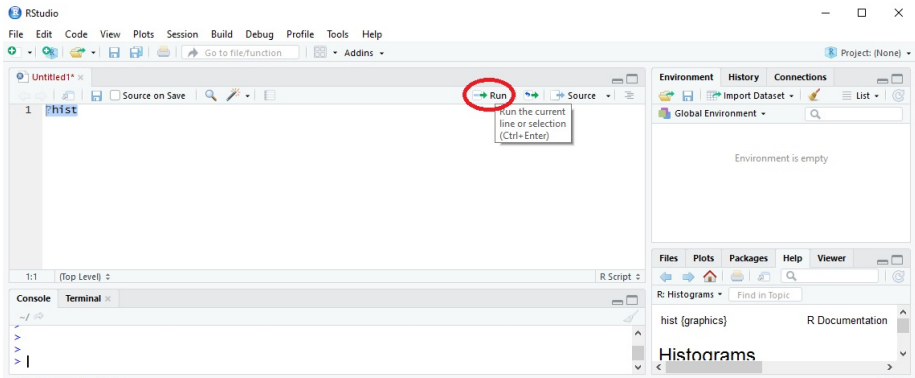 RStudio
File Edit Code View Plots Session Build Debug Profile Tools Help
Go to file/function Addins Project: (None)
Untitled1*
Source on Save Run Source
1 ?hist
Run the current
line or selection
(Ctrl+Enter)
1:1 (Top Level) R Script
Console Terminal
~/
>
>
>
>
Environment History Connections
Import Dataset List
Global Environment
Environment is empty
Files Plots Packages Help Viewer
R: Histograms Find in Topic
hist {graphics} R Documentation
Histograms